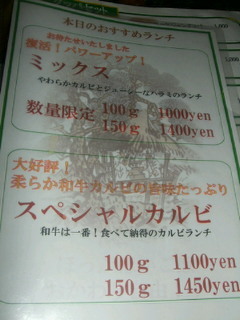 本日のおすすめランチ
お待たせいたしました
復活！パワーアップ！
ミックス
やわらかカルビとジューシーなハラミのランチ
数量限定 100g 1000yen
150g 1400yen
大好評！
柔らか和牛カルビの旨味たっぷり
スペシャルカルビ
和牛は一番！食べて納得のカルビランチ
100g 1100yen
150g 1450yen